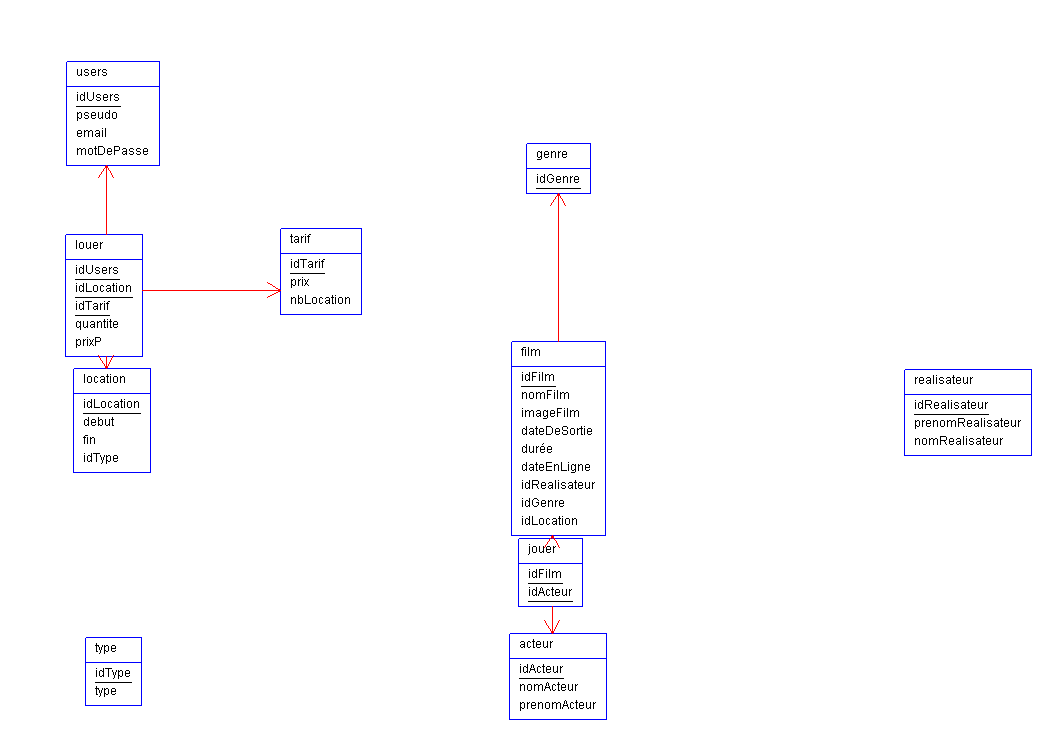 users
idUsers
pseudo
email
motDePasse
genre
idGenre
louer
idUsers
idLocation
idTarif
quantite
prixP
tarif
idTarif
prix
nbLocation
location
idLocation
debut
fin
idType
film
idFilm
nomFilm
imageFilm
dateDeSortie
durée
dateEnLigne
idRealisateur
idGenre
idLocation
realisateur
idRealisateur
prenomRealisateur
nomRealisateur
jouer
idFilm
idActeur
type
idType
type
acteur
idActeur
nomActeur
prenomActeur